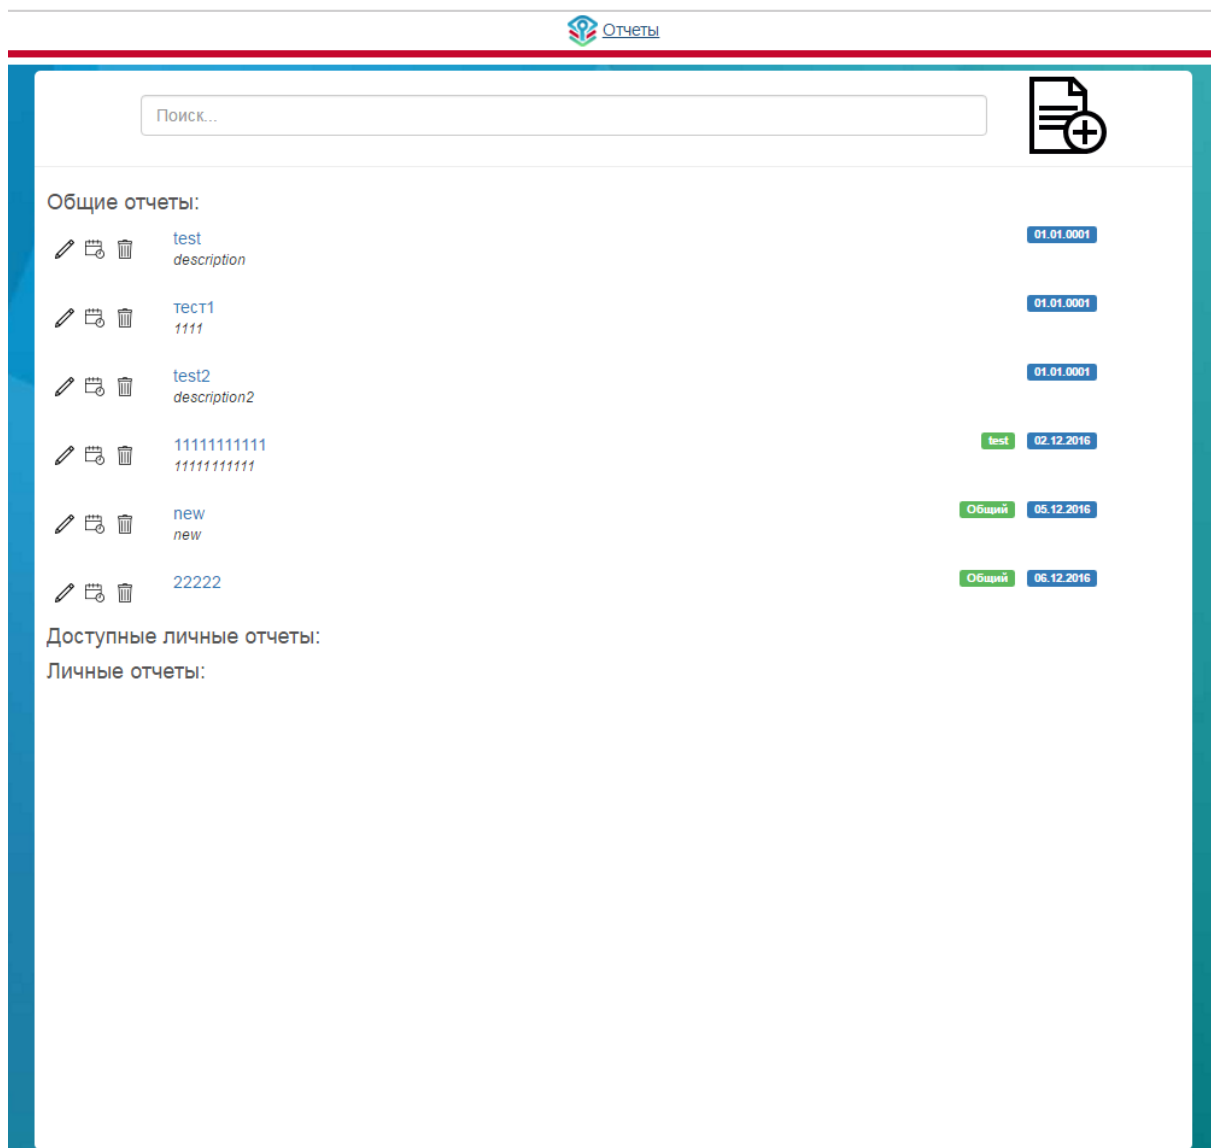 Отчеты
Поиск...
Общие отчеты:
test 01.01.0001
description
тест1 01.01.0001
1111
test2 01.01.0001
description2
11111111111 test 02.12.2016
11111111111
new Общий 05.12.2016
new
22222 Общий 06.12.2016
Доступные личные отчеты:
Личные отчеты: